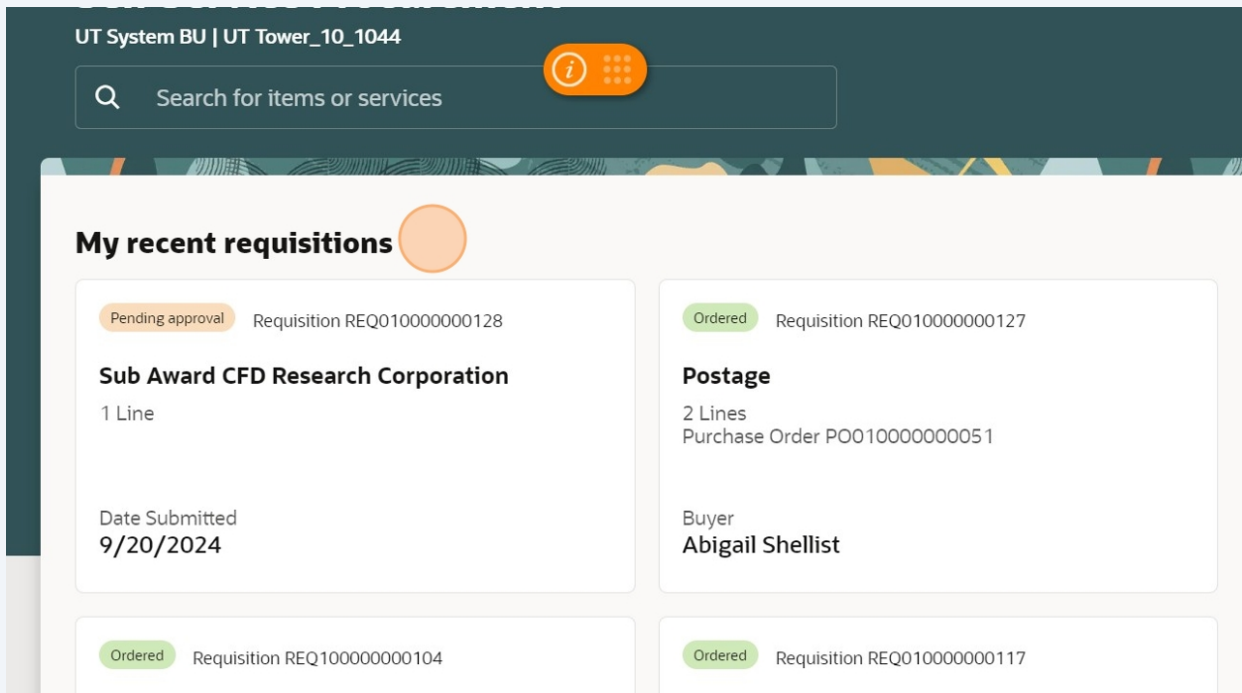 UT System BU | UT Tower_10_1044
i
Search for items or services
My recent requisitions
Pending approval Requisition REQ010000000128
Sub Award CFD Research Corporation
1 Line
Date Submitted
9/20/2024
Ordered Requisition REQ010000000127
Postage
2 Lines
Purchase Order PO010000000051
Buyer
Abigail Shellist
Ordered Requisition REQ100000000104
Ordered Requisition REQ010000000117